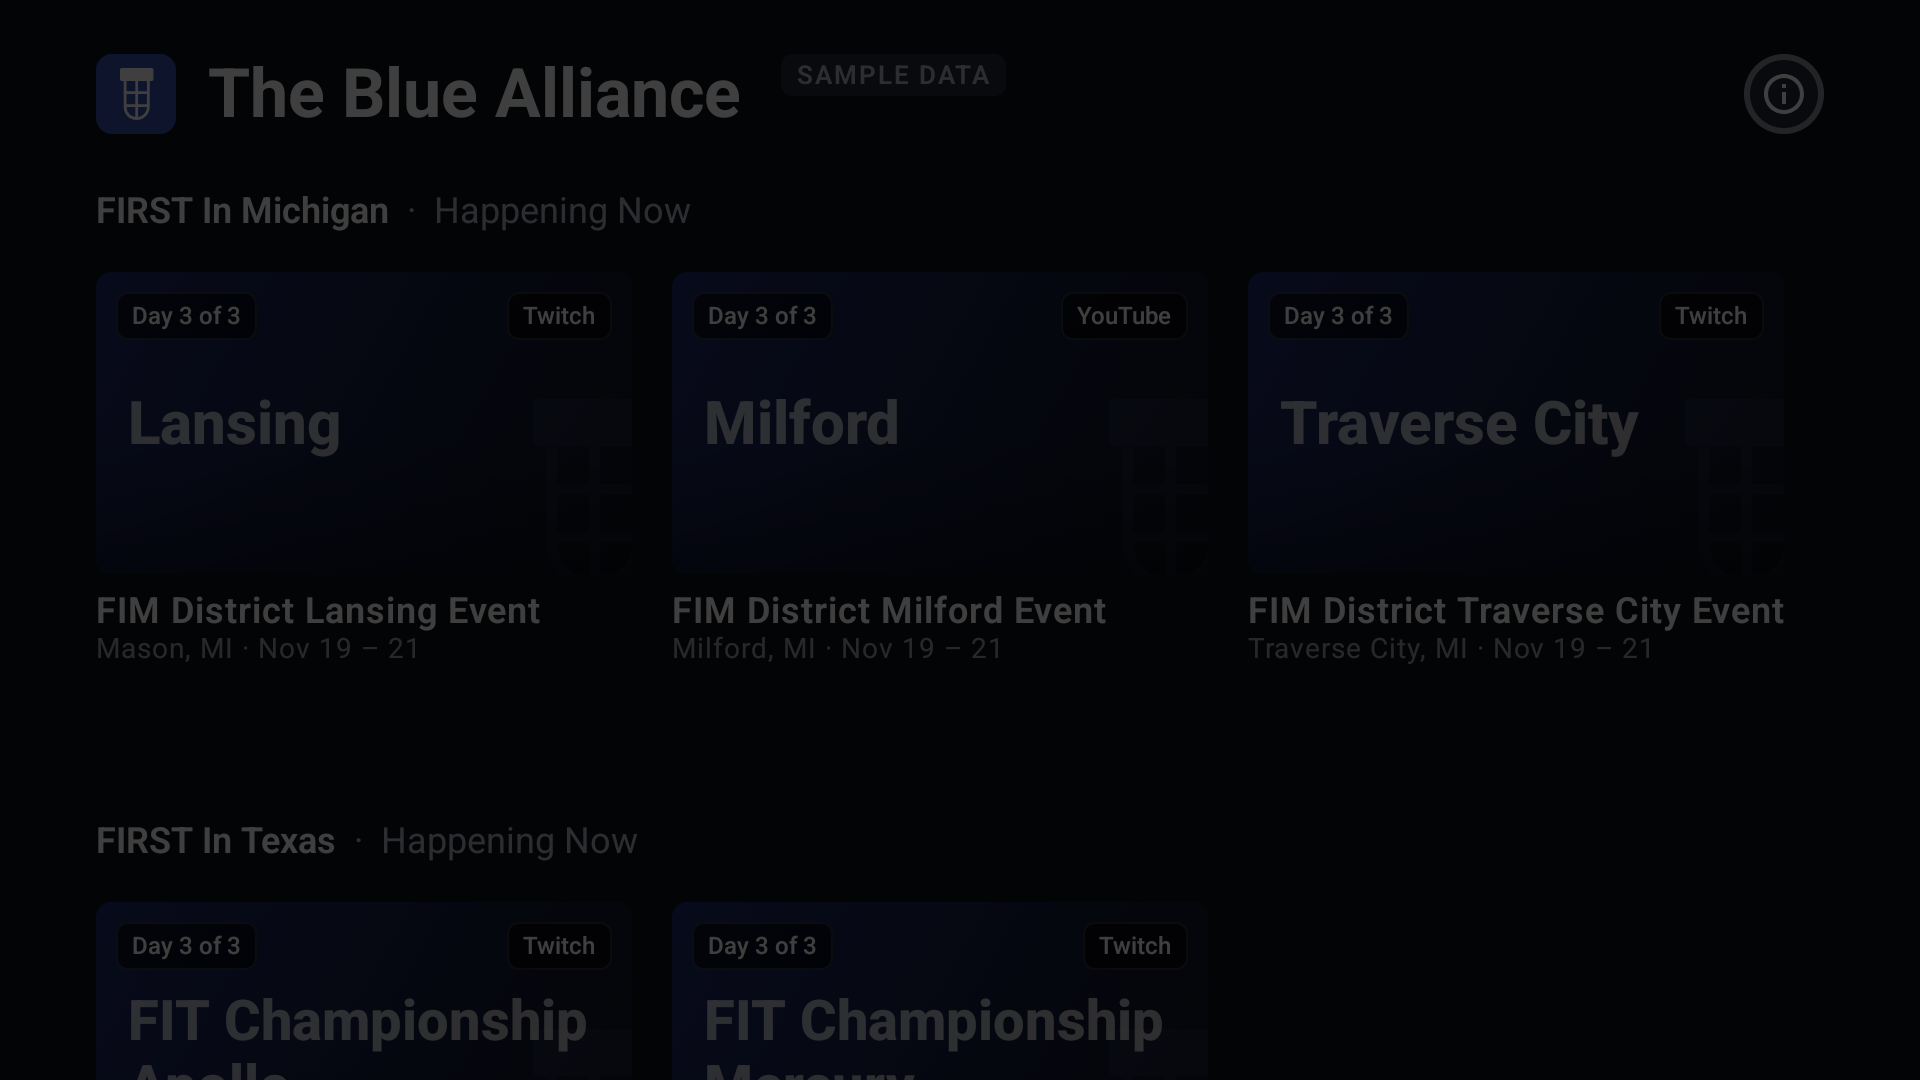 The Blue Alliance
SAMPLE DATA
FIRST In Michigan · Happening Now
Day 3 of 3
Twitch
Lansing
FIM District Lansing Event
Mason, MI · Nov 19 – 21
Day 3 of 3
YouTube
Milford
FIM District Milford Event
Milford, MI · Nov 19 – 21
Day 3 of 3
Twitch
Traverse City
FIM District Traverse City Event
Traverse City, MI · Nov 19 – 21
FIRST In Texas · Happening Now
Day 3 of 3
Twitch
FIT Championship
Apollo
Day 3 of 3
Twitch
FIT Championship
Mercury